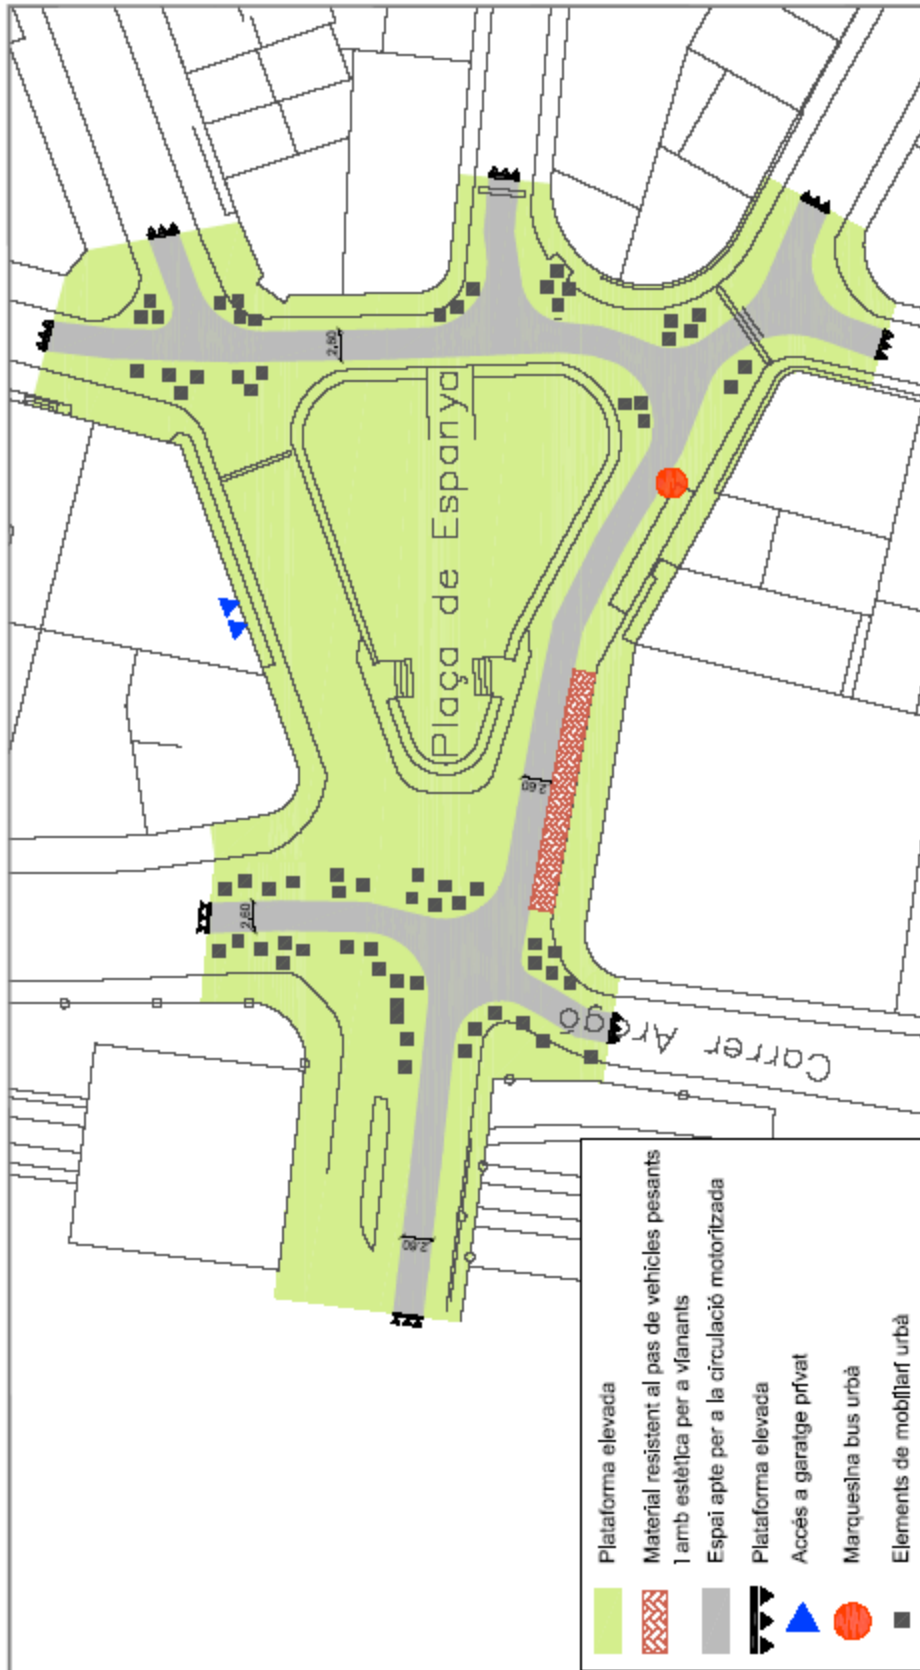 Plaça de Espanya
Carrer Aragó
2,60
2,60
2,60
2,60
Plataforma elevada
Material resistent al pas de vehicles pesants
i amb estètica per a vianants
Espai apte per a la circulació motoritzada
Plataforma elevada
Accés a garatge privat
Marquesina bus urbà
Elements de mobiliari urbà